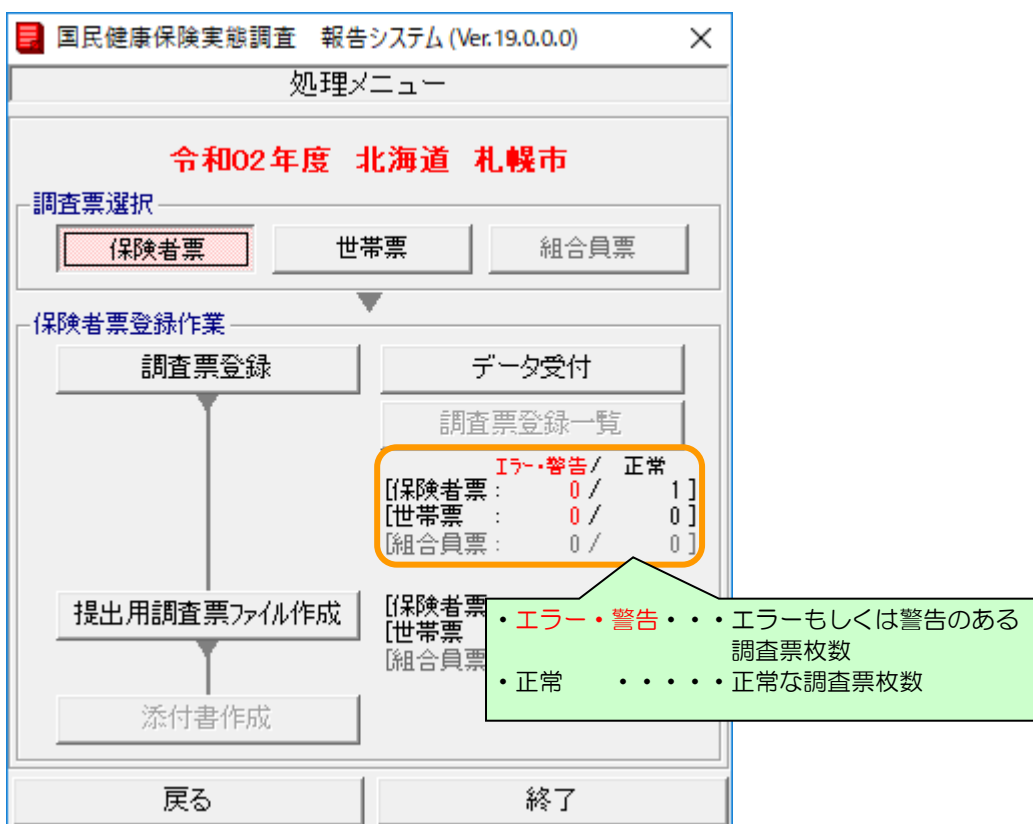 国民健康保険実態調査　報告システム (Ver.19.0.0.0)
処理メニュー
令和02年度 北海道 札幌市
調査票選択
保険者票 世帯票 組合員票
保険者票登録作業
調査票登録 データ受付
調査票登録一覧
エラー・警告/ 正常
[保険者票: 0/ 1]
[世帯票 : 0/ 0]
[組合員票: 0/ 0]
提出用調査票ファイル作成
[保険者票
[世帯票
[組合員票
・エラー・警告・・・エラーもしくは警告のある
調査票枚数
・正常　　・・・・・正常な調査票枚数
添付書作成
戻る 終了